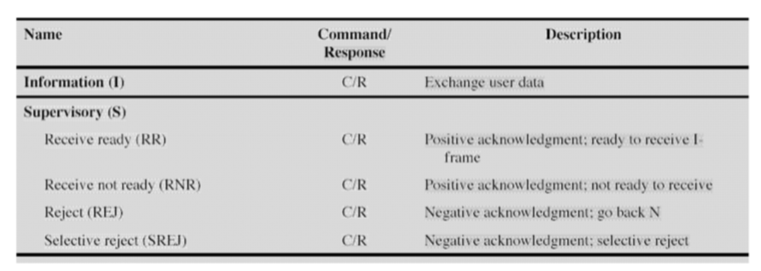 Name Command/ Description
Response
Information (I) C/R Exchange user data
Supervisory (S)
Receive ready (RR) C/R Positive acknowledgment; ready to receive I-
frame
Receive not ready (RNR) C/R Positive acknowledgment; not ready to receive
Reject (REJ) C/R Negative acknowledgment; go back N
Selective reject (SREJ) C/R Negative acknowledgment; selective reject